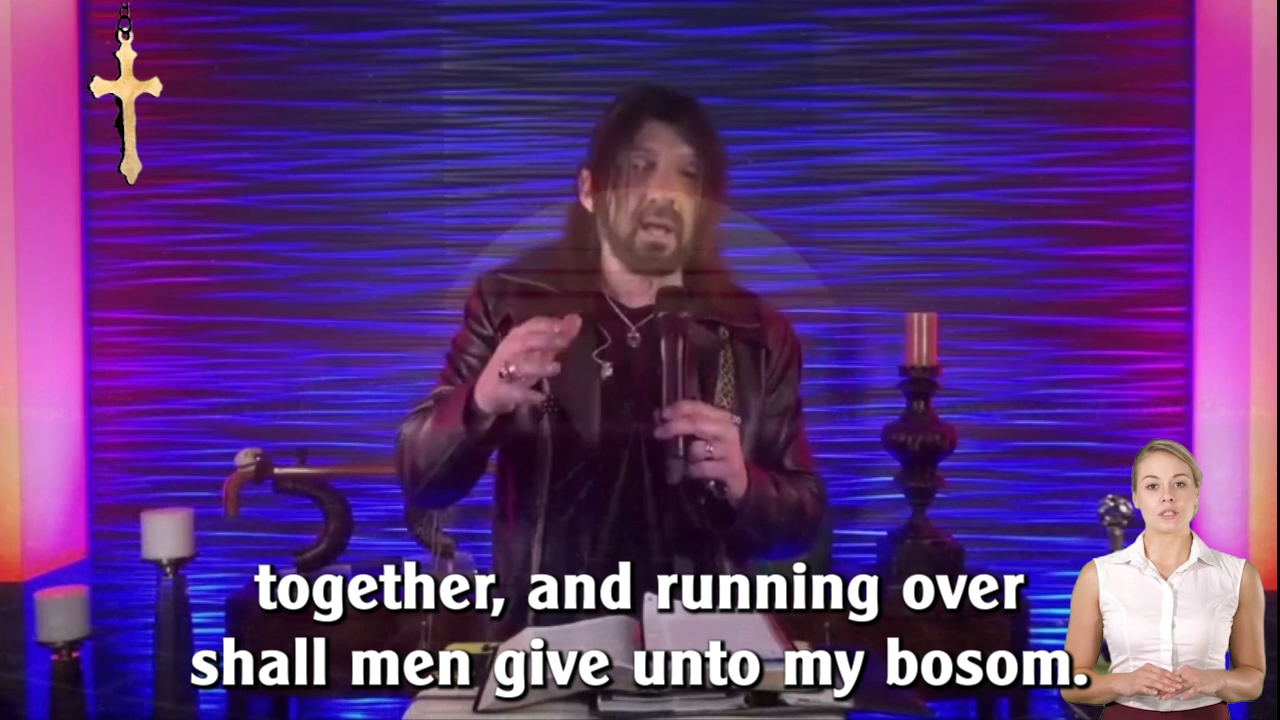 together, and running over
shall men give unto my bosom.